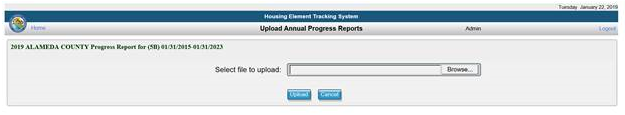 Tuesday January 22, 2019
Housing Element Tracking System
Home Upload Annual Progress Reports Admin Logout
2019 ALAMEDA COUNTY Progress Report for (5B) 01/31/2015-01/31/2023
Select file to upload: Browse...
Upload Cancel